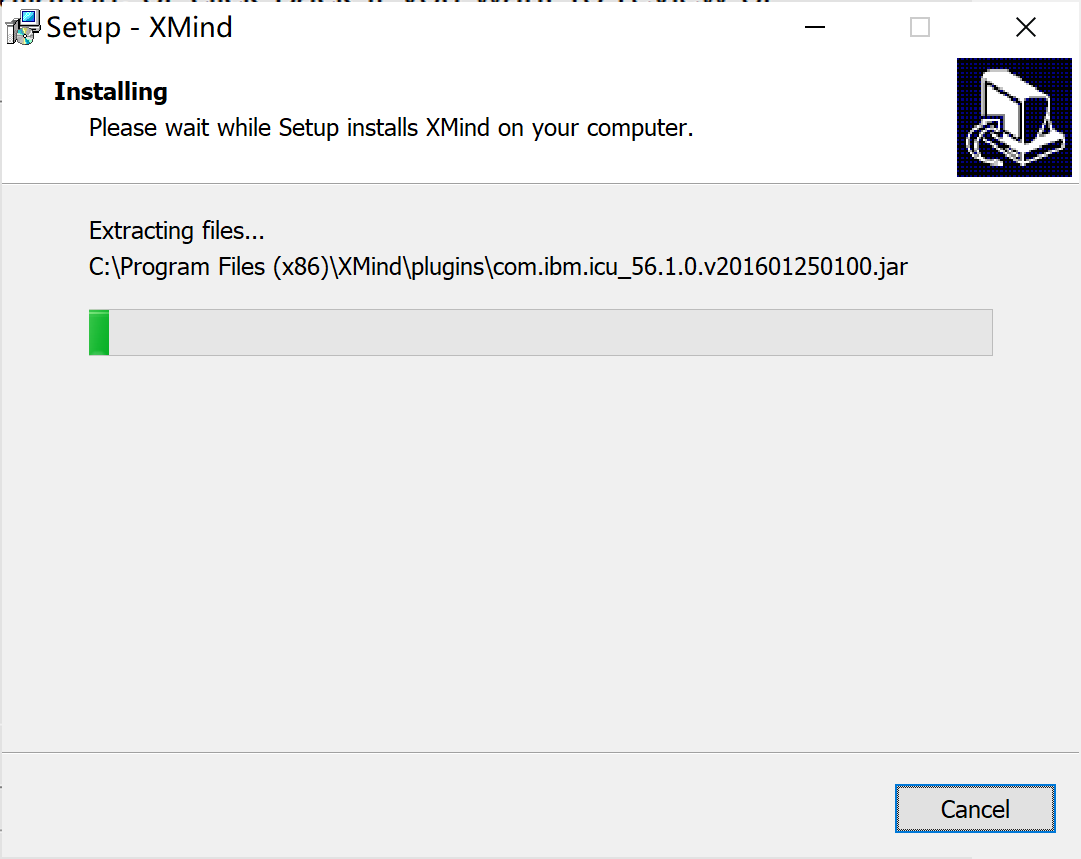 Setup - XMind
Installing
Please wait while Setup installs XMind on your computer.
Extracting files...
C:\Program Files (x86)\XMind\plugins\com.ibm.icu_56.1.0.v201601250100.jar
Cancel